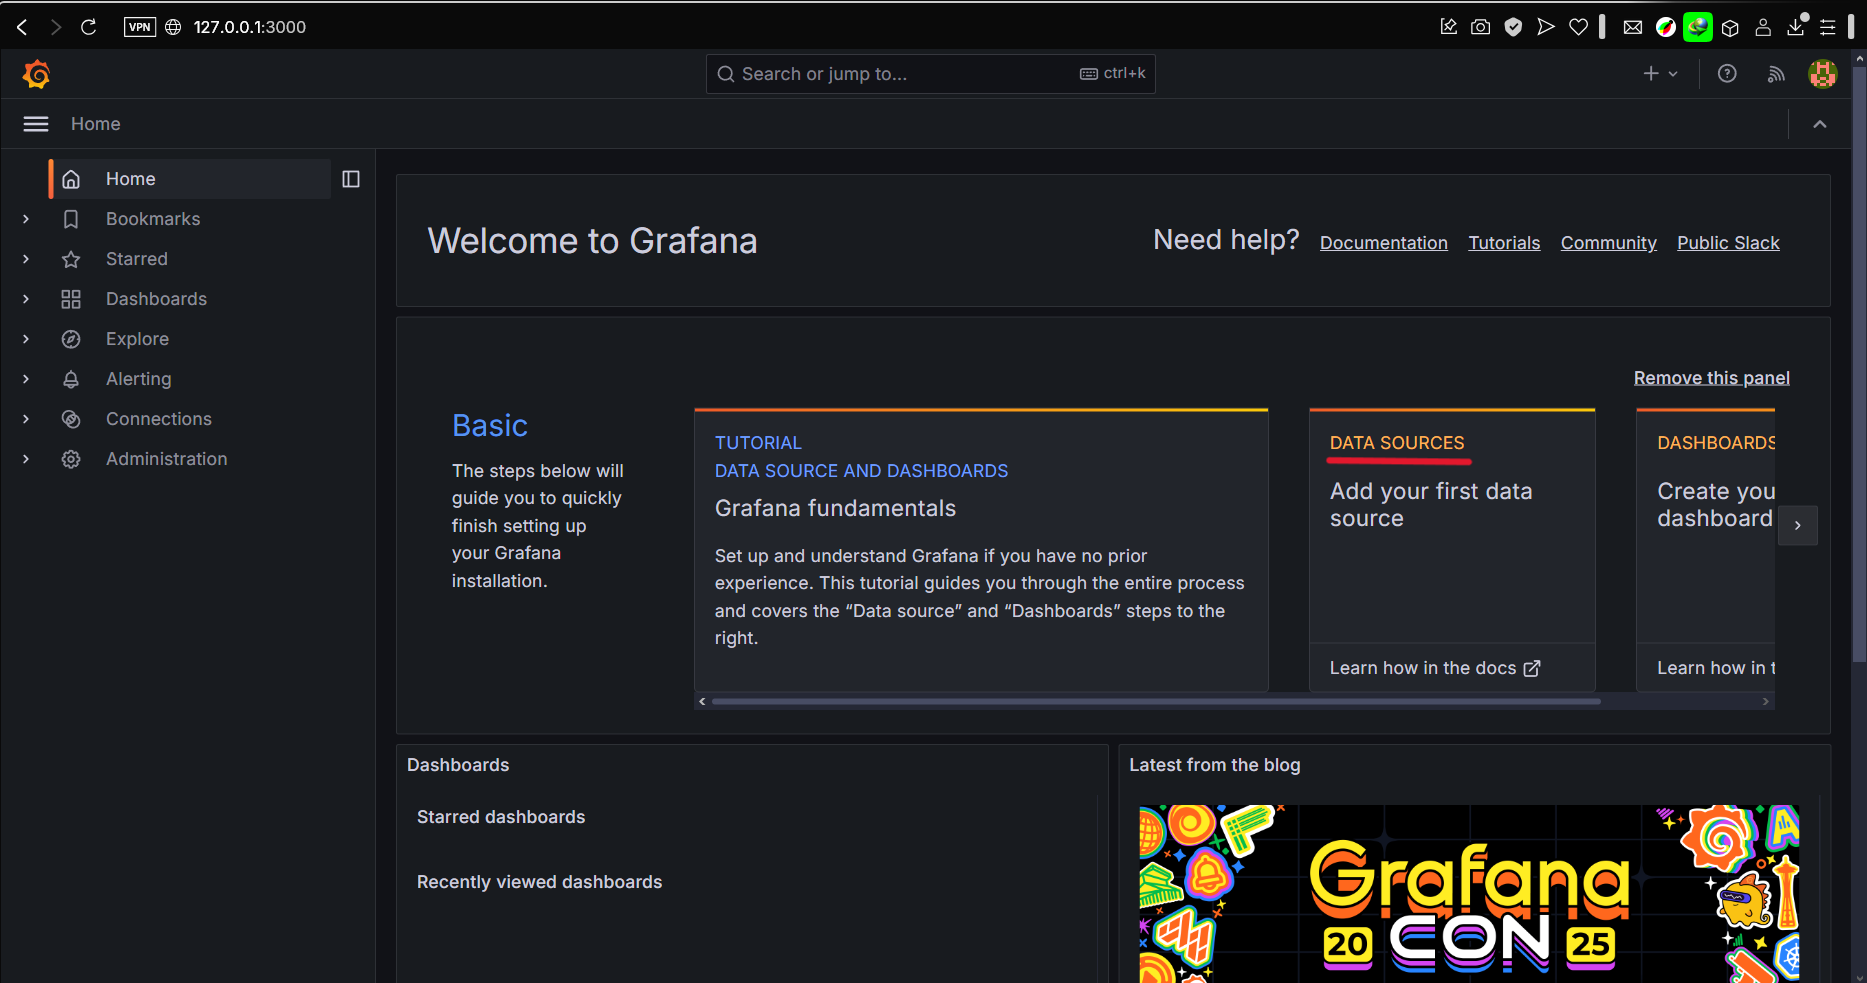 VPN 127.0.0.1:3000
Search or jump to... ctrl+k
Home
Home
Bookmarks
Starred
Dashboards
Explore
Alerting
Connections
Administration
Welcome to Grafana
Need help? Documentation Tutorials Community Public Slack
Remove this panel
Basic
The steps below will
guide you to quickly
finish setting up
your Grafana
installation.
TUTORIAL
DATA SOURCE AND DASHBOARDS
Grafana fundamentals
Set up and understand Grafana if you have no prior
experience. This tutorial guides you through the entire process
and covers the “Data source” and “Dashboards” steps to the
right.
DATA SOURCES
Add your first data
source
Learn how in the docs
DASHBOARDS
Create you
dashboard
Learn how in t
Dashboards
Starred dashboards
Recently viewed dashboards
Latest from the blog
Grafana
20 CON 25